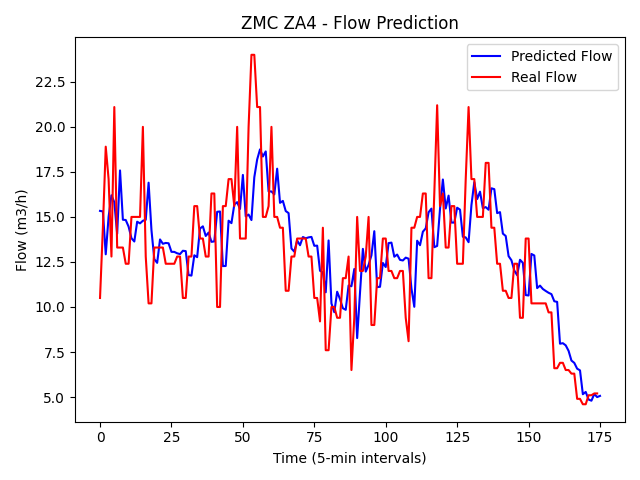 ZMC ZA4 - Flow Prediction
Predicted Flow
Real Flow
Flow (m3/h)
22.5
20.0
17.5
15.0
12.5
10.0
7.5
5.0
0 25 50 75 100 125 150 175
Time (5-min intervals)